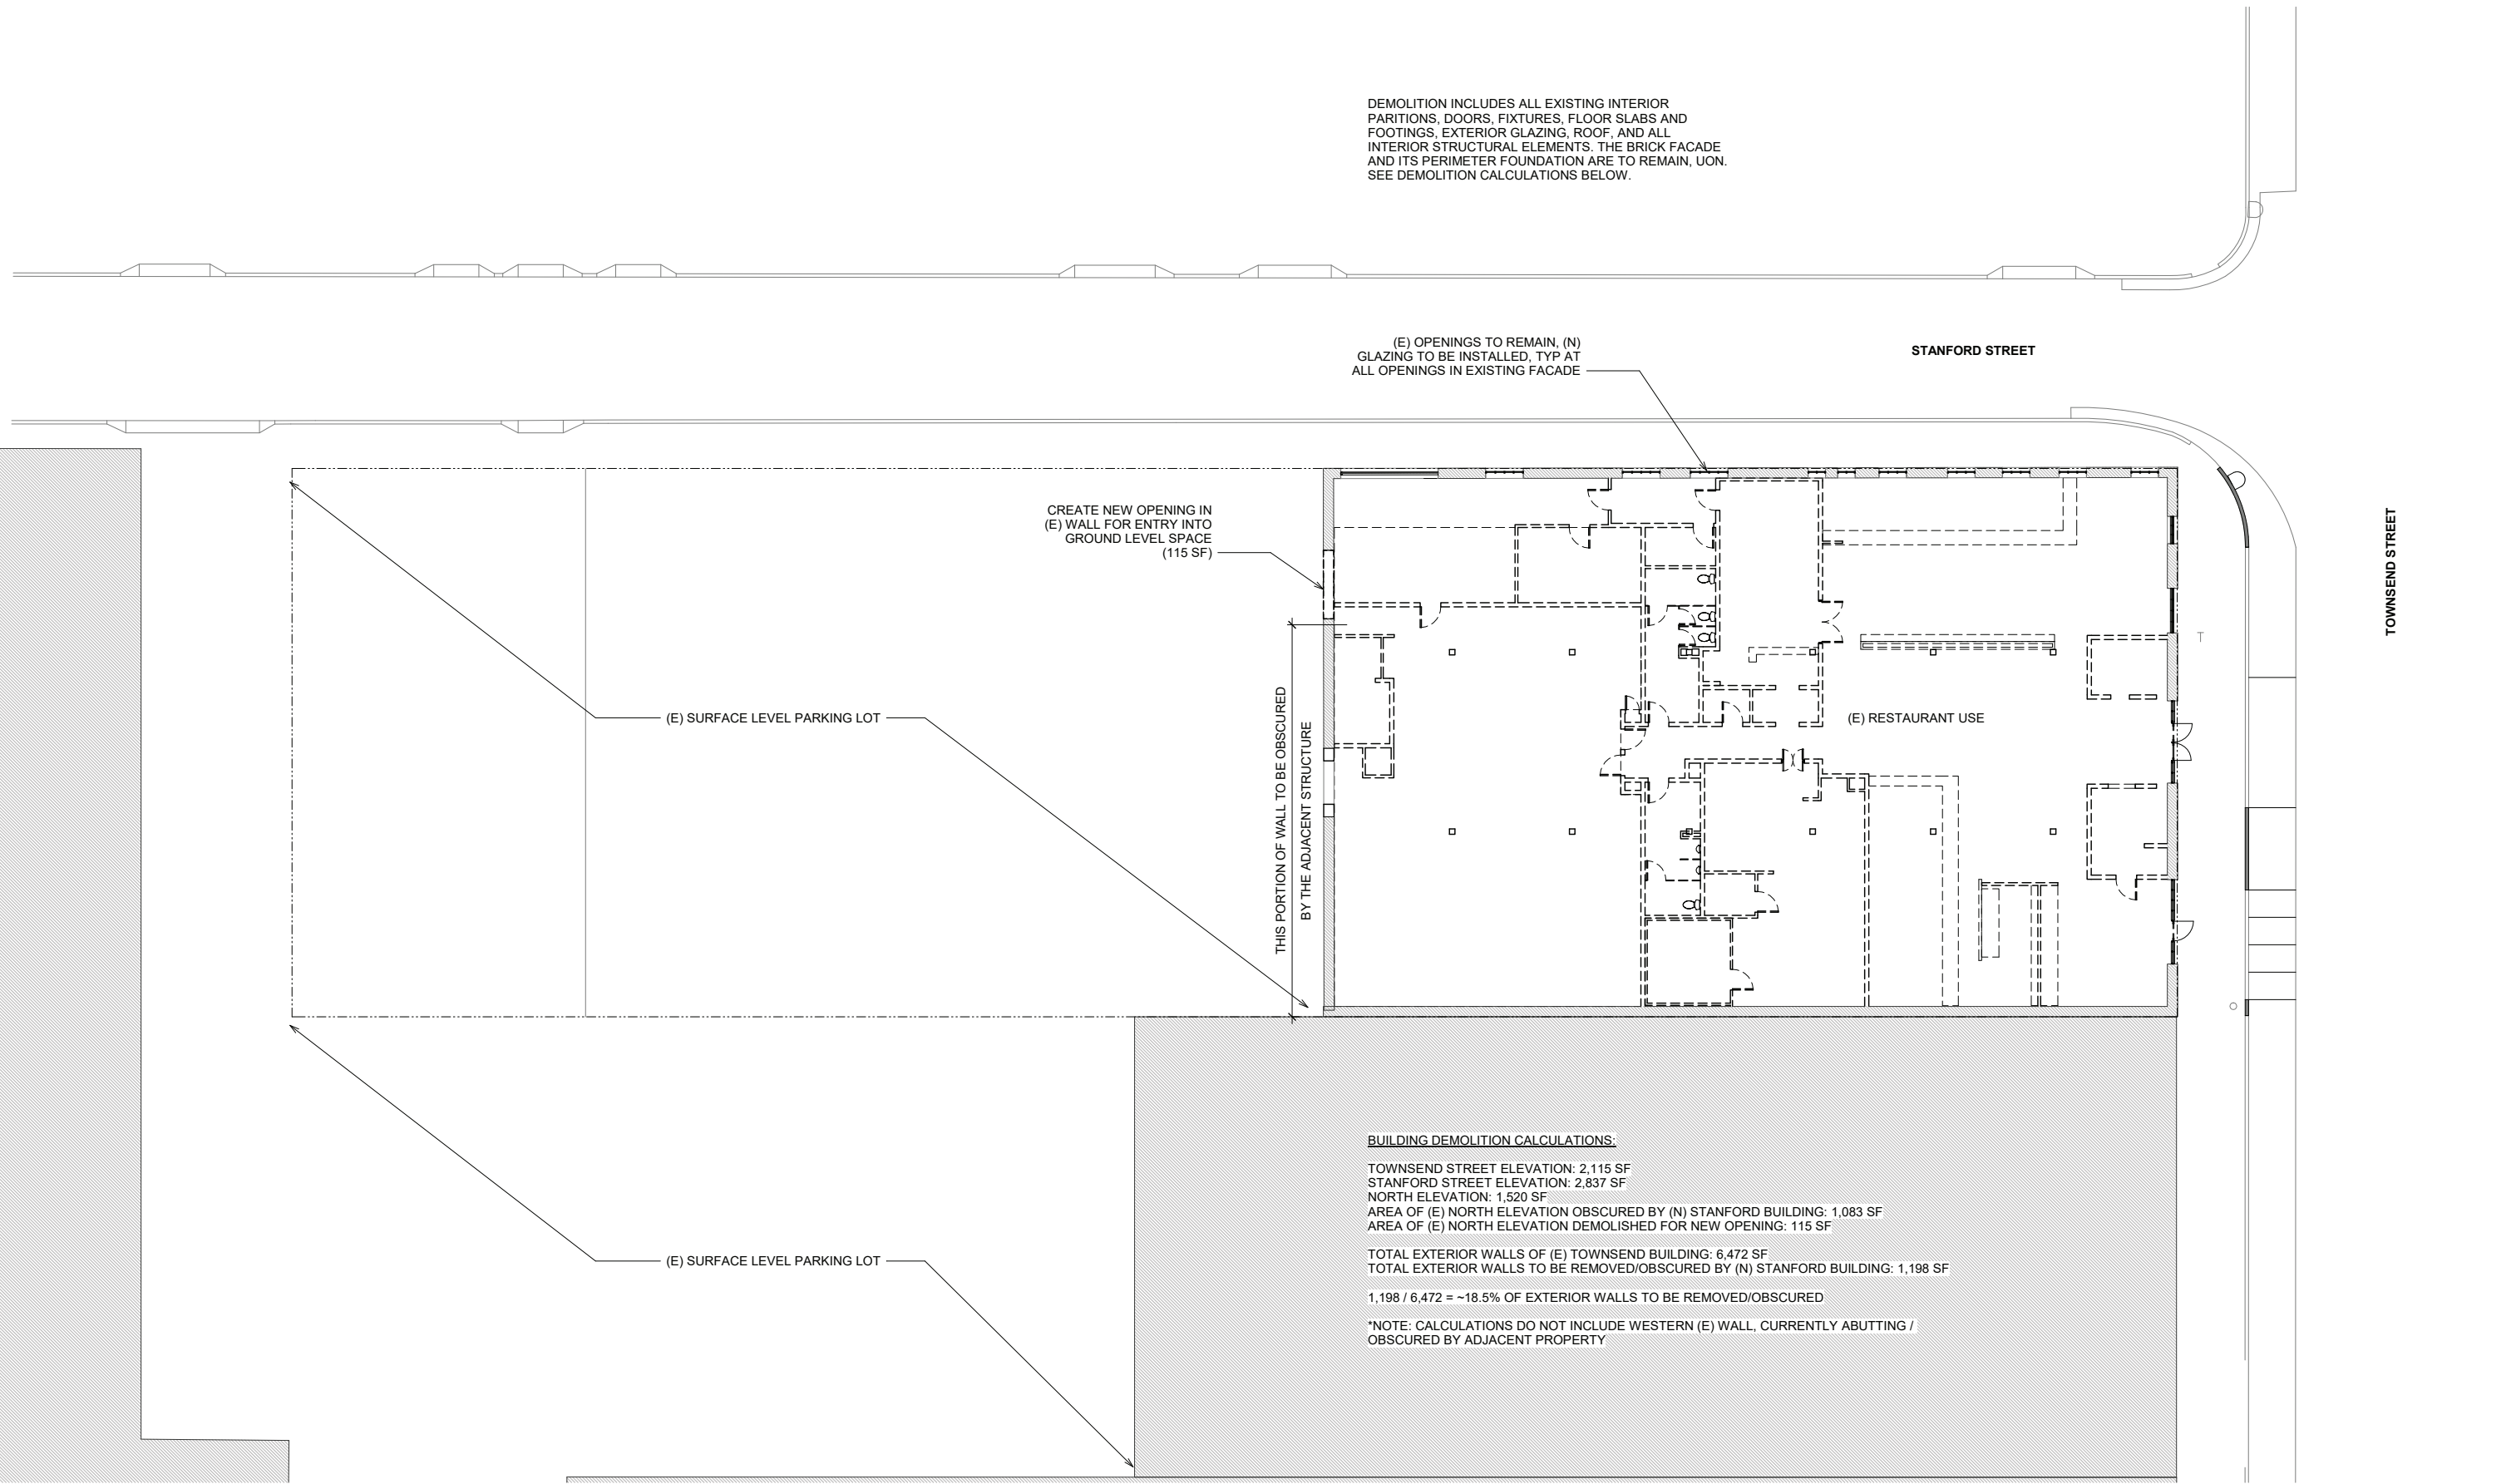 DEMOLITION INCLUDES ALL EXISTING INTERIOR
PARITIONS, DOORS, FIXTURES, FLOOR SLABS AND
FOOTINGS, EXTERIOR GLAZING, ROOF, AND ALL
INTERIOR STRUCTURAL ELEMENTS. THE BRICK FACADE
AND ITS PERIMETER FOUNDATION ARE TO REMAIN, UON.
SEE DEMOLITION CALCULATIONS BELOW.
(E) OPENINGS TO REMAIN, (N)
GLAZING TO BE INSTALLED, TYP AT
ALL OPENINGS IN EXISTING FACADE
STANFORD STREET
TOWNSEND STREET
CREATE NEW OPENING IN
(E) WALL FOR ENTRY INTO
GROUND LEVEL SPACE
(115 SF)
(E) SURFACE LEVEL PARKING LOT
THIS PORTION OF WALL TO BE OBSCURED
BY THE ADJACENT STRUCTURE
(E) RESTAURANT USE
T
BUILDING DEMOLITION CALCULATIONS:
TOWNSEND STREET ELEVATION: 2,115 SF
STANFORD STREET ELEVATION: 2,837 SF
NORTH ELEVATION: 1,520 SF
AREA OF (E) NORTH ELEVATION OBSCURED BY (N) STANFORD BUILDING: 1,083 SF
AREA OF (E) NORTH ELEVATION DEMOLISHED FOR NEW OPENING: 115 SF
TOTAL EXTERIOR WALLS OF (E) TOWNSEND BUILDING: 6,472 SF
TOTAL EXTERIOR WALLS TO BE REMOVED/OBSCURED BY (N) STANFORD BUILDING: 1,198 SF
1,198 / 6,472 = ~18.5% OF EXTERIOR WALLS TO BE REMOVED/OBSCURED
*NOTE: CALCULATIONS DO NOT INCLUDE WESTERN (E) WALL, CURRENTLY ABUTTING /
OBSCURED BY ADJACENT PROPERTY
(E) SURFACE LEVEL PARKING LOT